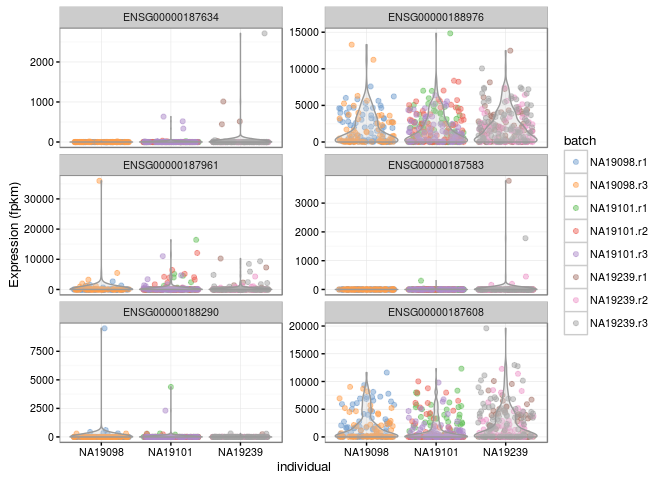 ENSG00000187634
ENSG00000188976
2000
1000
0
15000
10000
5000
0
ENSG00000187961
ENSG00000187583
30000
20000
10000
0
3000
2000
1000
0
ENSG00000188290
ENSG00000187608
7500
5000
2500
0
20000
15000
10000
5000
0
NA19098 NA19101 NA19239
NA19098 NA19101 NA19239
individual
Expression (fpkm)
batch
NA19098.r1
NA19098.r3
NA19101.r1
NA19101.r2
NA19101.r3
NA19239.r1
NA19239.r2
NA19239.r3